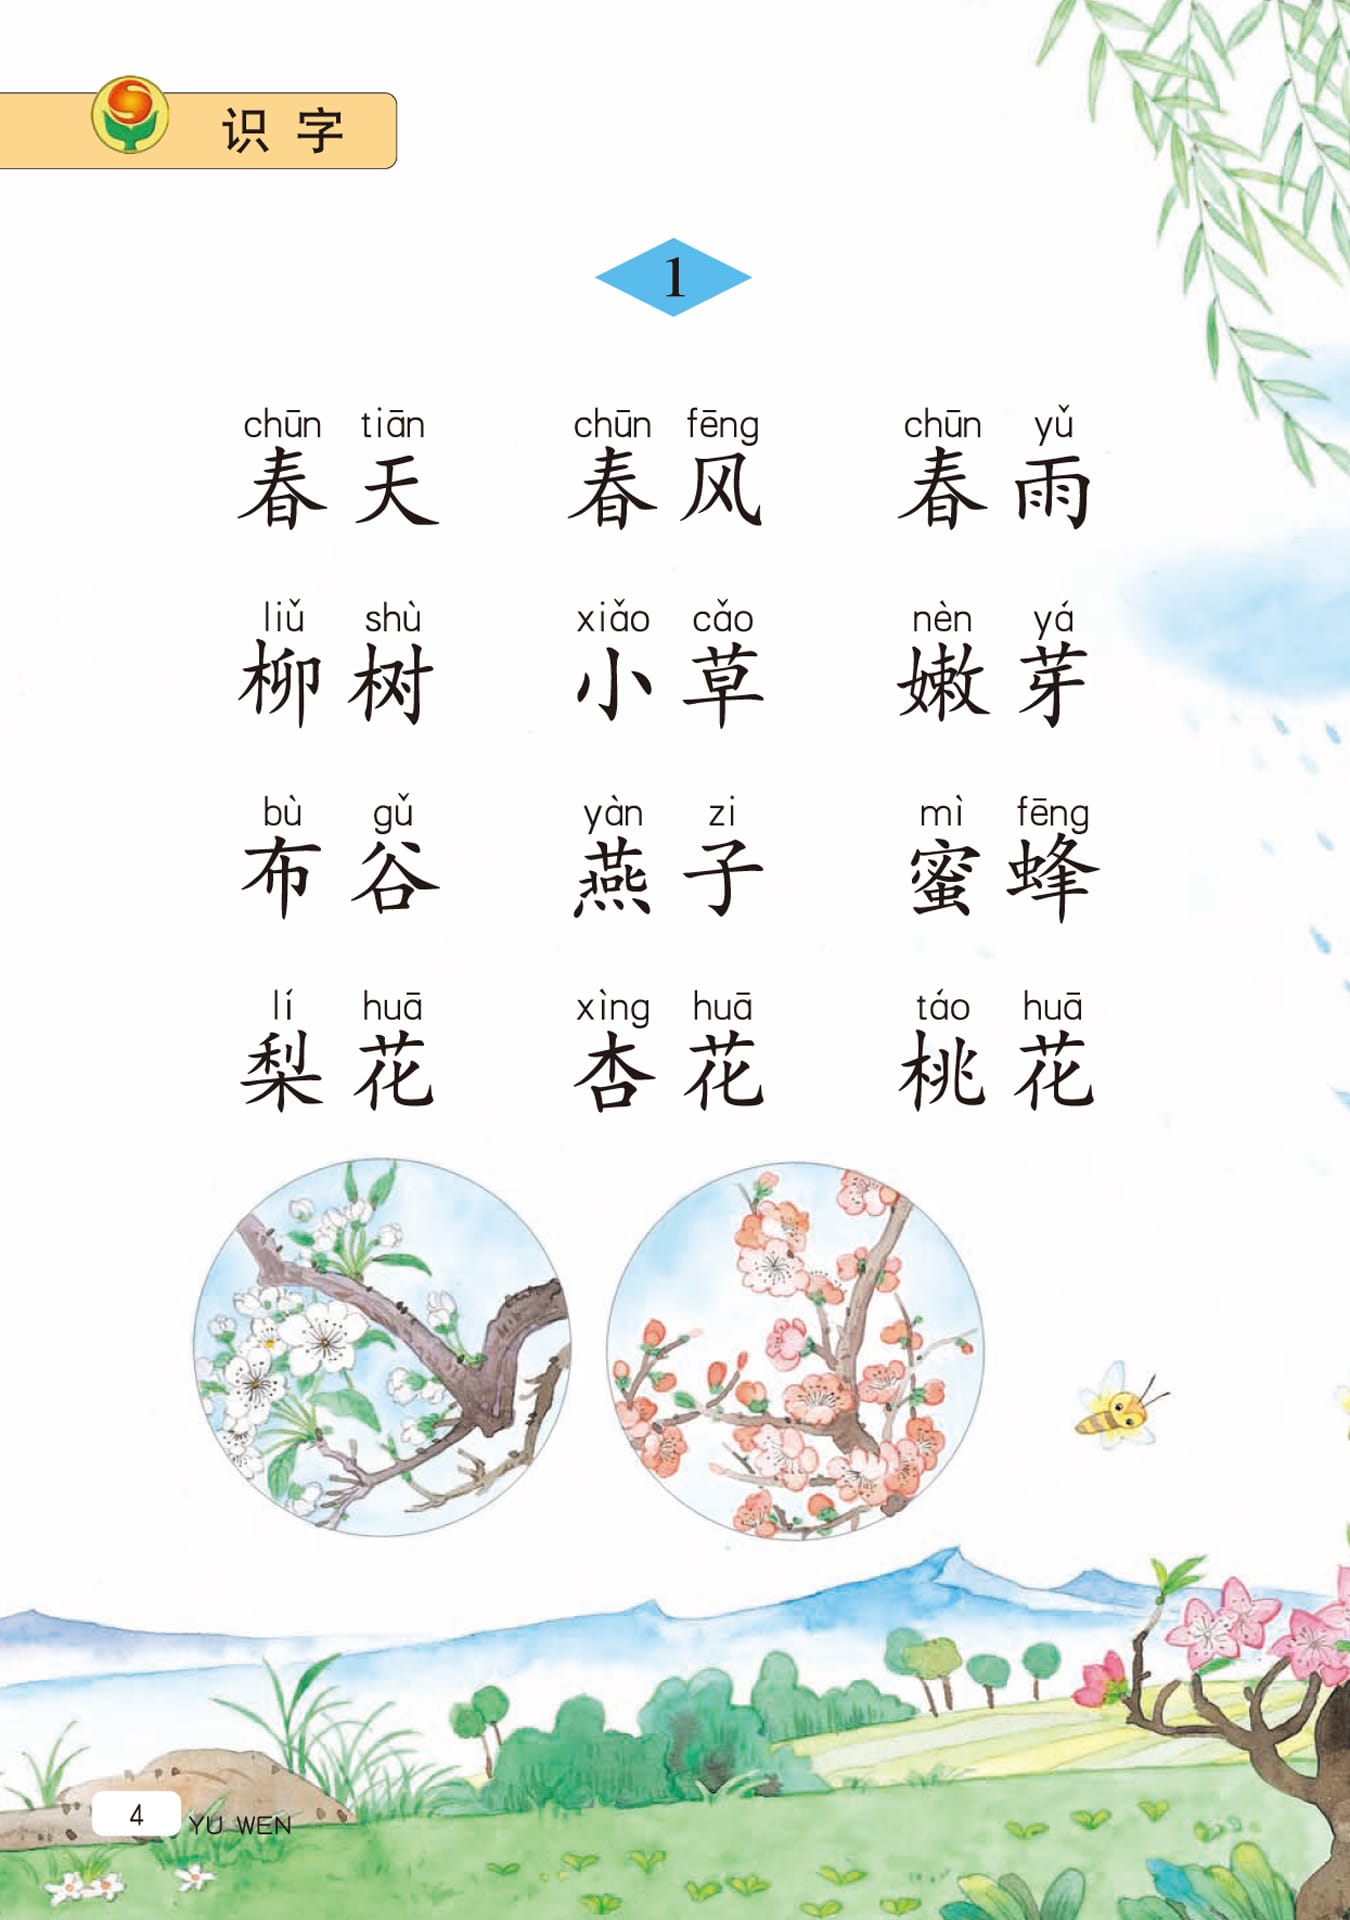 识字
1
chūn tiān chūn fēng chūn yǔ
春天 春风 春雨
liǔ shù xiǎo cǎo nèn yá
柳树 小草 嫩芽
bù gǔ yàn zi mì fēng
布谷 燕子 蜜蜂
lí huā xìng huā táo huā
梨花 杏花 桃花
4 YU WEN